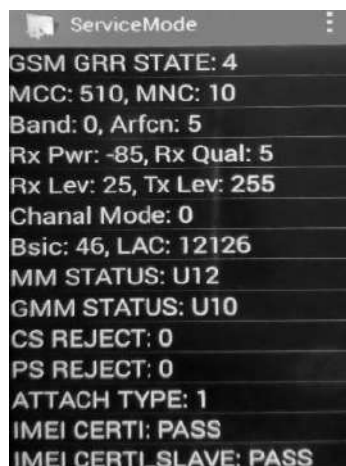 ServiceMode
GSM GRR STATE: 4
MCC: 510, MNC: 10
Band: 0, Arfcn: 5
Rx Pwr: -85, Rx Qual: 5
Rx Lev: 25, Tx Lev: 255
Chanal Mode: 0
Bsic: 46, LAC: 12126
MM STATUS: U12
GMM STATUS: U10
CS REJECT: 0
PS REJECT: 0
ATTACH TYPE: 1
IMEI CERTI: PASS
IMEI CERTI_SLAVE: PASS